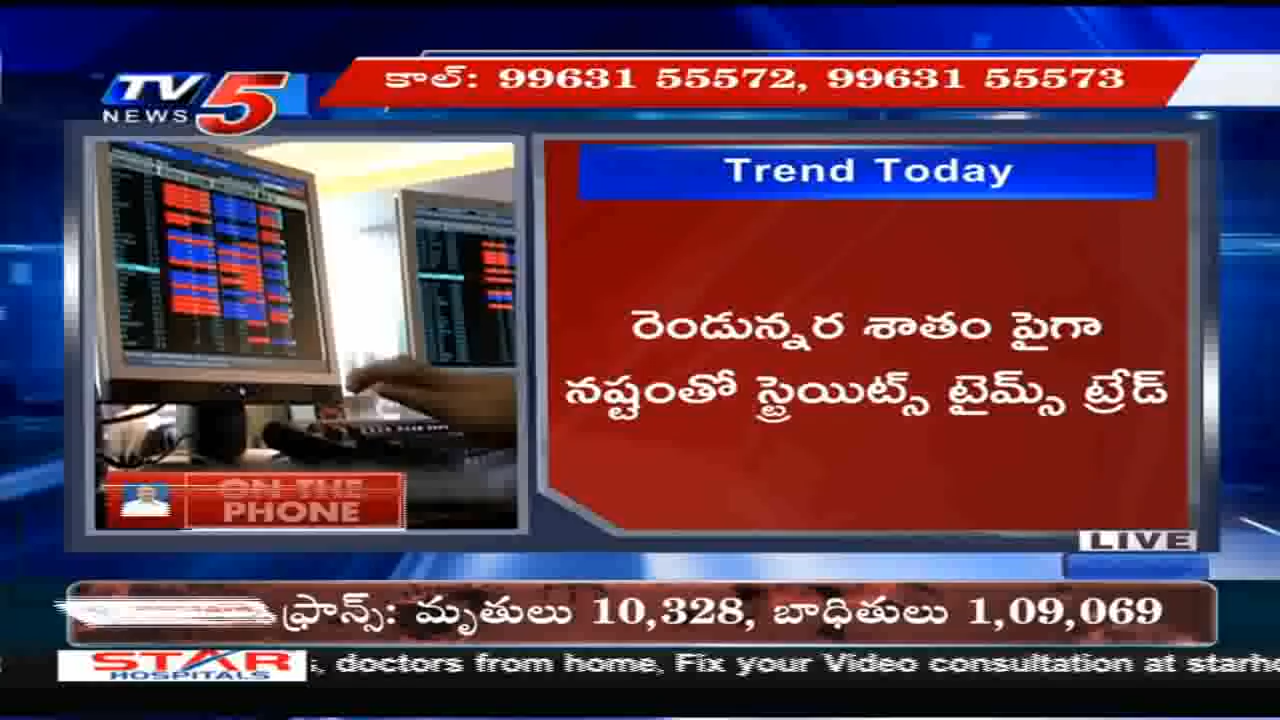 కాల్: 99631 55572, 99631 55573
TV5
NEWS
Trend Today
రెండున్నర శాతం పైగా
నష్టంతో స్ట్రెయిట్స్ టైమ్స్ ట్రేడ్
ON THE
PHONE
LIVE
ఫ్రాన్స్: మృతులు 10,328, బాధితులు 1,09,069
STAR
HOSPITALS
, doctors from home, Fix your Video consultation at starhe